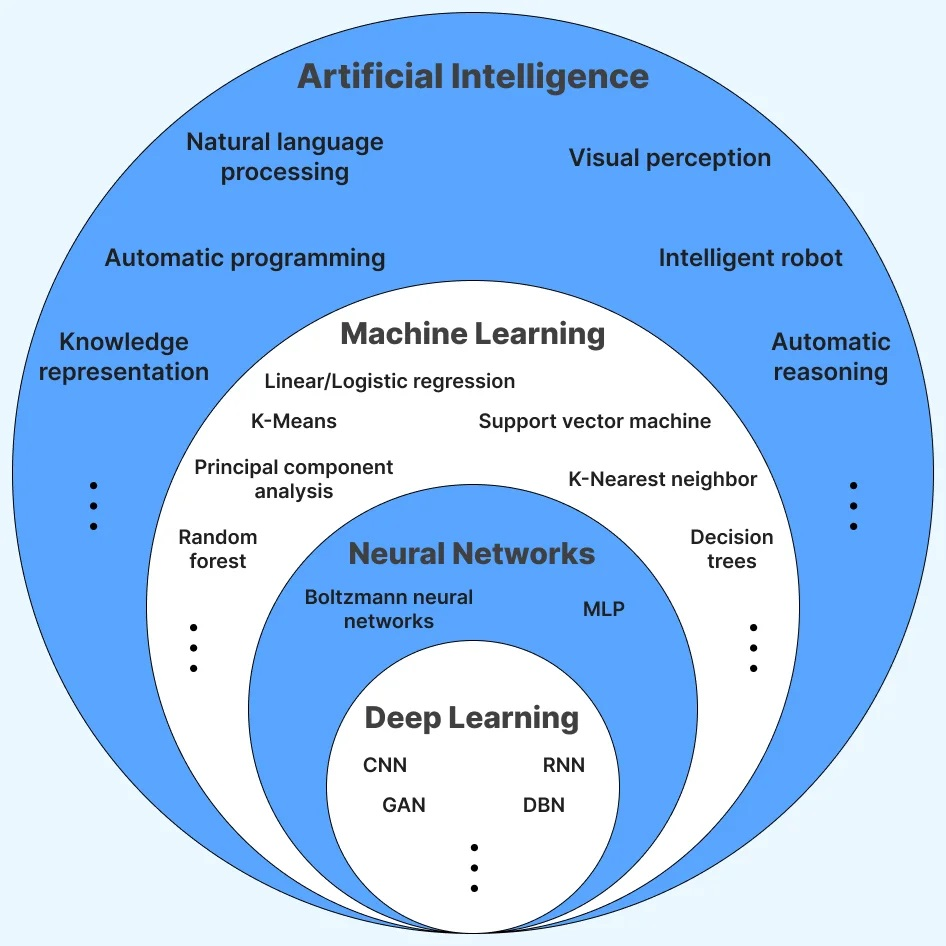 Artificial Intelligence
Natural language
processing
Visual perception
Automatic programming
Intelligent robot
Knowledge
representation
Automatic
reasoning
Machine Learning
Linear/Logistic regression
K-Means
Support vector machine
Principal component
analysis
K-Nearest neighbor
Random
forest
Decision
trees
Neural Networks
Boltzmann neural
networks
MLP
Deep Learning
CNN
RNN
GAN
DBN